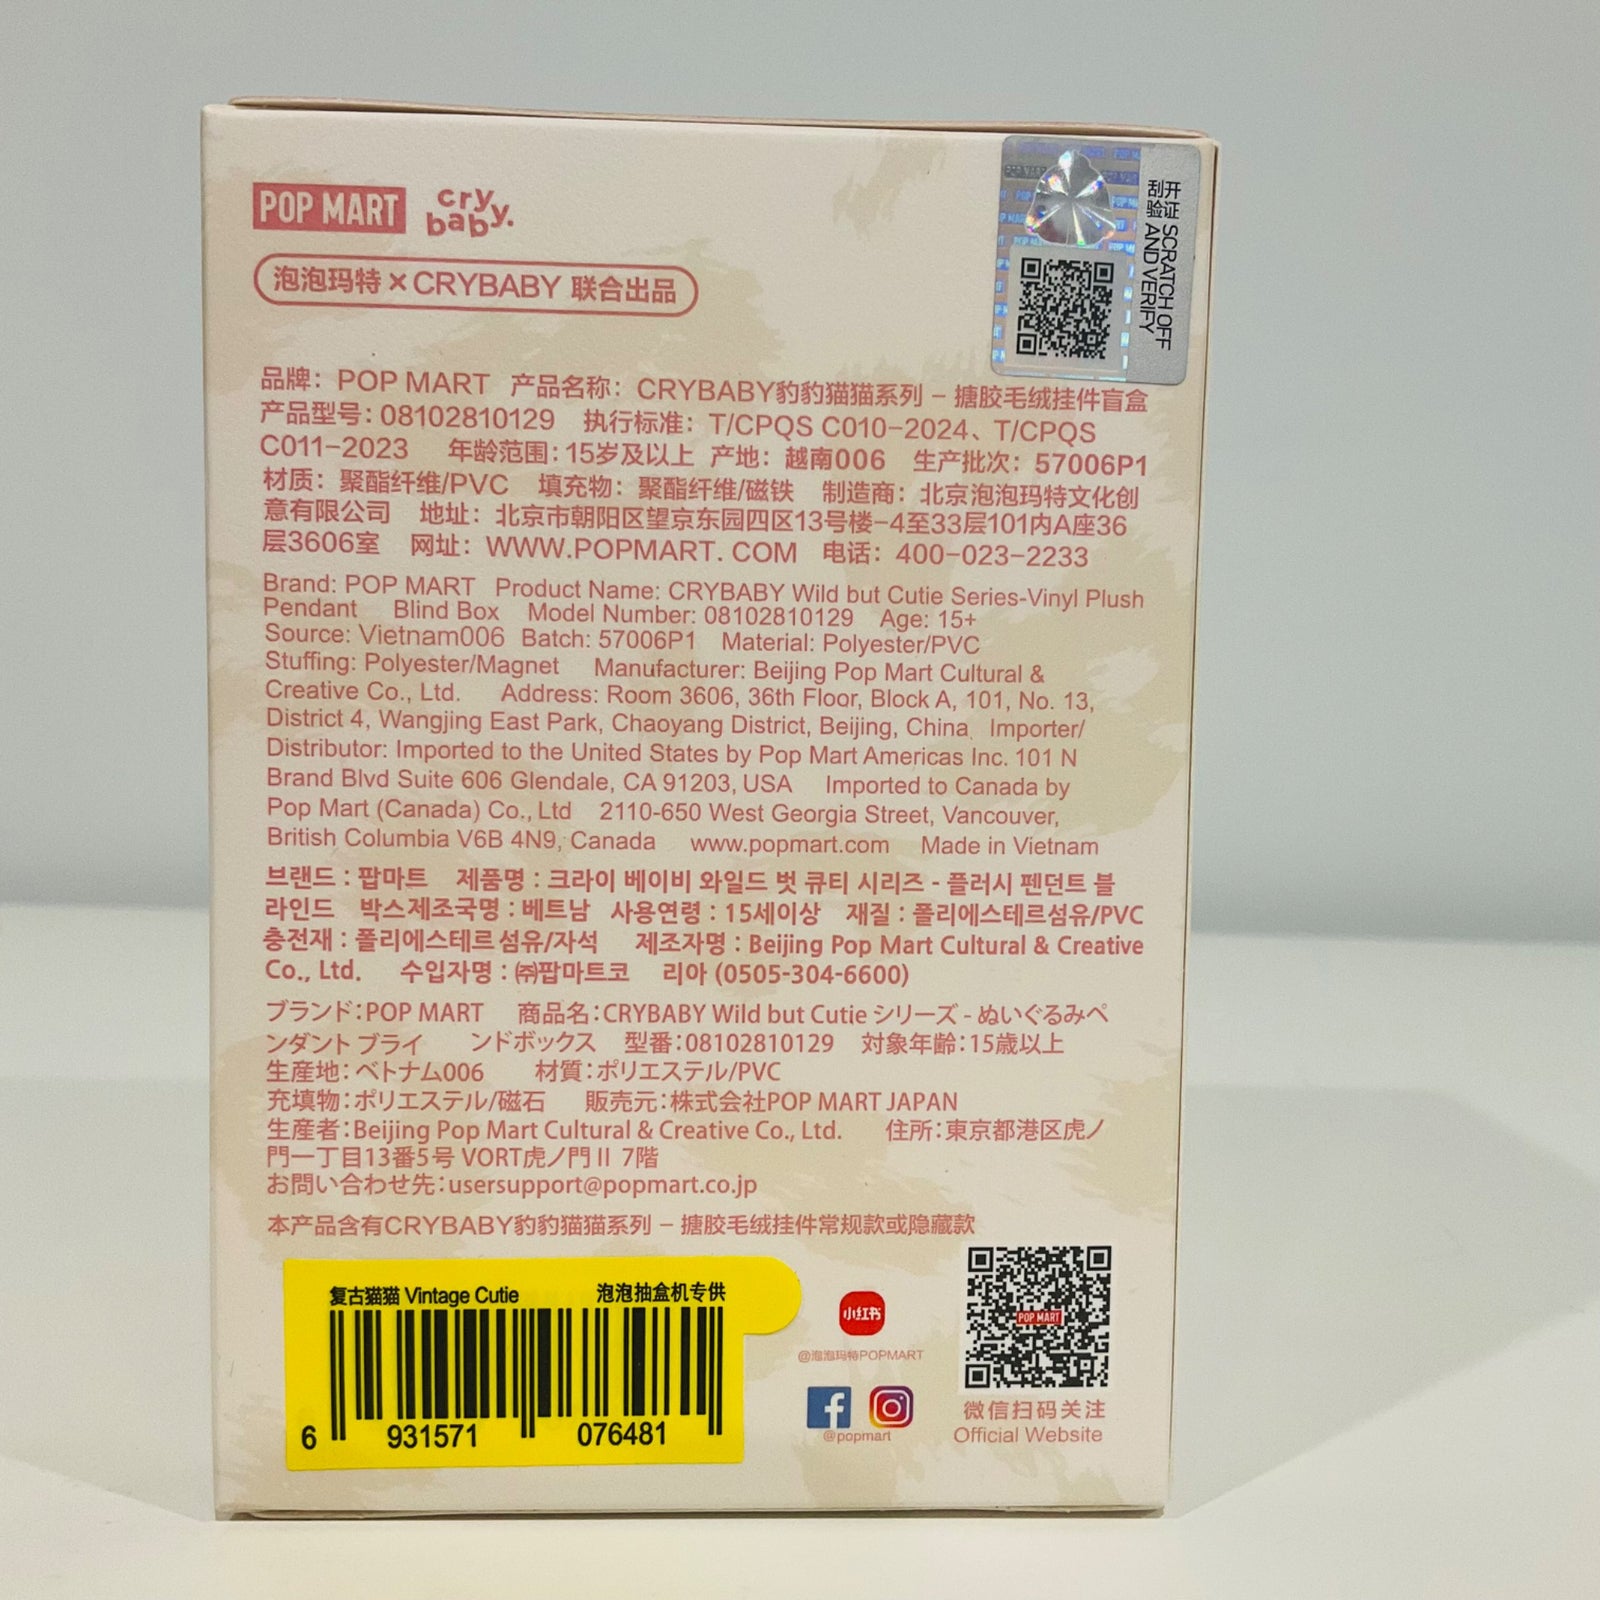 POP MART cry baby.
泡泡玛特×CRYBABY 联合出品
开证 SCRATCH OFF
刮验 AND VERIFY
品牌：POP MART 产品名称：CRYBABY豹豹猫猫系列－搪胶毛绒挂件盲盒
产品型号：08102810129 执行标准：T/CPQS C010-2024、T/CPQS
C011-2023 年龄范围：15岁及以上 产地：越南006 生产批次：57006P1
材质：聚酯纤维/PVC 填充物：聚酯纤维/磁铁 制造商：北京泡泡玛特文化创
意有限公司 地址：北京市朝阳区望京东园四区13号楼-4至33层101内A座36
层3606室 网址：WWW.POPMART. COM 电话：400-023-2233
Brand: POP MART Product Name: CRYBABY Wild but Cutie Series-Vinyl Plush
Pendant Blind Box Model Number: 08102810129 Age: 15+
Source: Vietnam006 Batch: 57006P1 Material: Polyester/PVC
Stuffing: Polyester/Magnet Manufacturer: Beijing Pop Mart Cultural &
Creative Co., Ltd. Address: Room 3606, 36th Floor, Block A, 101, No. 13,
District 4, Wangjing East Park, Chaoyang District, Beijing, China、Importer/
Distributor: Imported to the United States by Pop Mart Americas Inc. 101 N
Brand Blvd Suite 606 Glendale, CA 91203, USA Imported to Canada by
Pop Mart (Canada) Co., Ltd 2110-650 West Georgia Street, Vancouver,
British Columbia V6B 4N9, Canada www.popmart.com Made in Vietnam
브랜드 : 팝마트 제품명 : 크라이 베이비 와일드 벗 큐티 시리즈 - 플러시 펜던트 블
라인드 박스제조국명 : 베트남 사용연령 : 15세이상 재질 : 폴리에스테르섬유/PVC
충전재 : 폴리에스테르 섬유/자석 제조자명 : Beijing Pop Mart Cultural & Creative
Co., Ltd. 수입자명 : ㈜팝마트코 리아 (0505-304-6600)
ブランド：POP MART 商品名：CRYBABY Wild but Cutie シリーズ - ぬいぐるみペ
ンダント ブライ ンドボックス 型番：08102810129 対象年齢：15歳以上
生産地：ベトナム006 材質：ポリエステル/PVC
充填物：ポリエステル/磁石 販売元：株式会社POP MART JAPAN
生産者：Beijing Pop Mart Cultural & Creative Co., Ltd. 住所：東京都港区虎ノ
門一丁目13番5号 VORT虎ノ門Ⅱ 7階
お問い合わせ先：usersupport@popmart.co.jp
本产品含有CRYBABY豹豹猫猫系列－搪胶毛绒挂件常规款或隐藏款
复古猫猫 Vintage Cutie 泡泡抽盒机专供
6 931571 076481
小红书
@泡泡玛特POPMART
@popmart
POP MART
微信扫码关注
Official Website